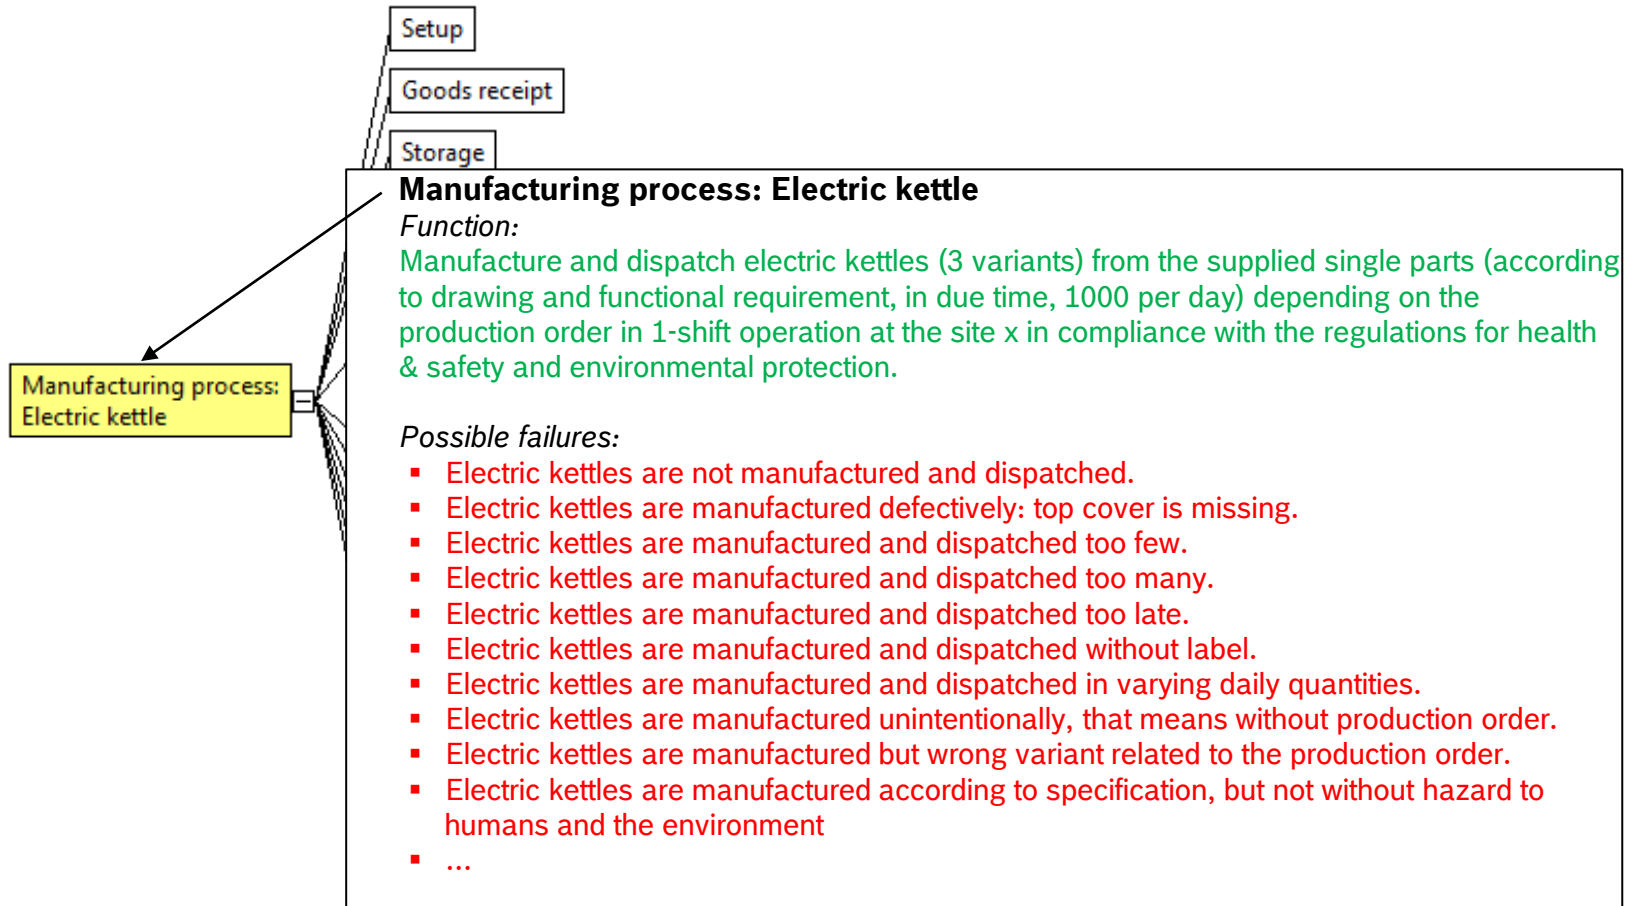 Setup
Goods receipt
Storage
Manufacturing process: Electric kettle
Function:
Manufacture and dispatch electric kettles (3 variants) from the supplied single parts (according
to drawing and functional requirement, in due time, 1000 per day) depending on the
production order in 1-shift operation at the site x in compliance with the regulations for health
& safety and environmental protection.
Manufacturing process:
Electric kettle
Possible failures:
▪ Electric kettles are not manufactured and dispatched.
▪ Electric kettles are manufactured defectively: top cover is missing.
▪ Electric kettles are manufactured and dispatched too few.
▪ Electric kettles are manufactured and dispatched too many.
▪ Electric kettles are manufactured and dispatched too late.
▪ Electric kettles are manufactured and dispatched without label.
▪ Electric kettles are manufactured and dispatched in varying daily quantities.
▪ Electric kettles are manufactured unintentionally, that means without production order.
▪ Electric kettles are manufactured but wrong variant related to the production order.
▪ Electric kettles are manufactured according to specification, but not without hazard to
humans and the environment
▪ ...